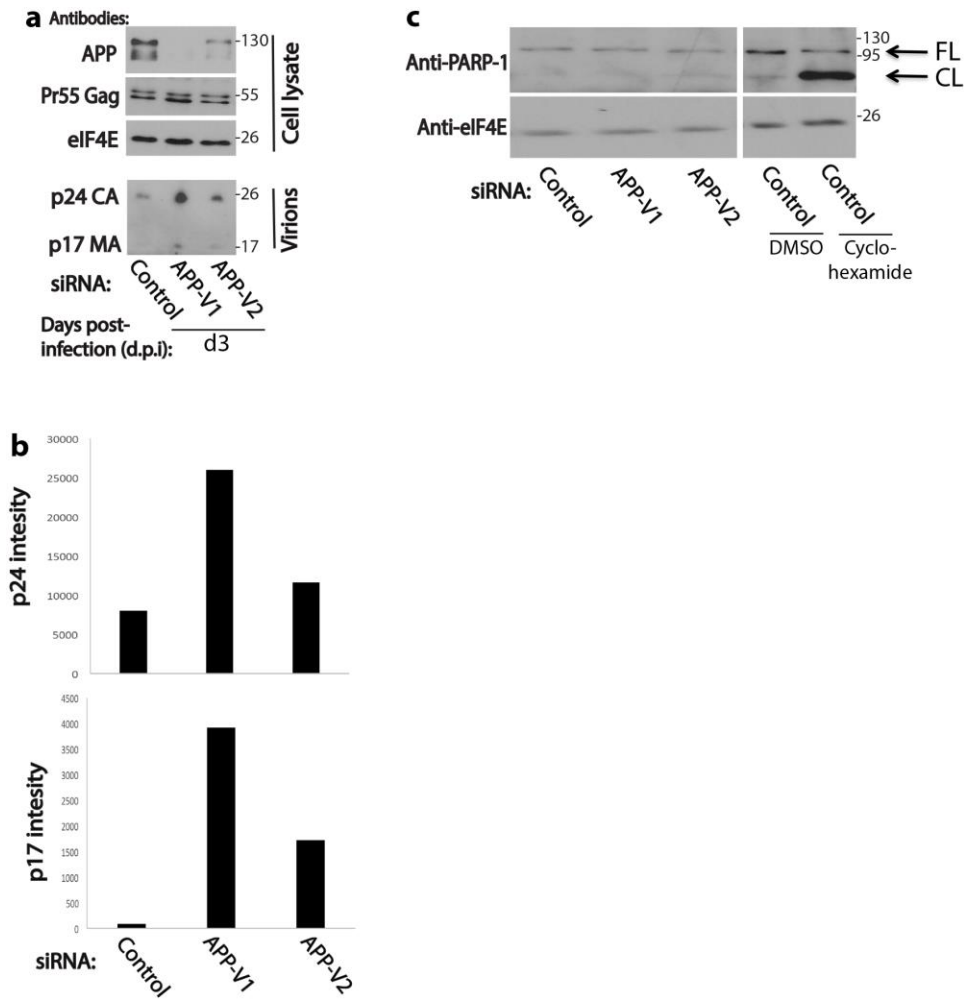 a Antibodies:
APP
-130
Pr55 Gag
-55
eIF4E
-26
Cell lysate
p24 CA
-26
p17 MA
-17
Virions
siRNA:
Control
APP-V1
APP-V2
Days post-
infection (d.p.i):
d3
c
Anti-PARP-1
-130
-95
FL
CL
Anti-eIF4E
-26
siRNA:
Control
APP-V1
APP-V2
Control
Control
DMSO
Cyclo-
hexamide
b
p24 intesity
30000
25000
20000
15000
10000
5000
0
p17 intesity
4500
4000
3500
3000
2500
2000
1500
1000
500
0
siRNA:
Control
APP-V1
APP-V2